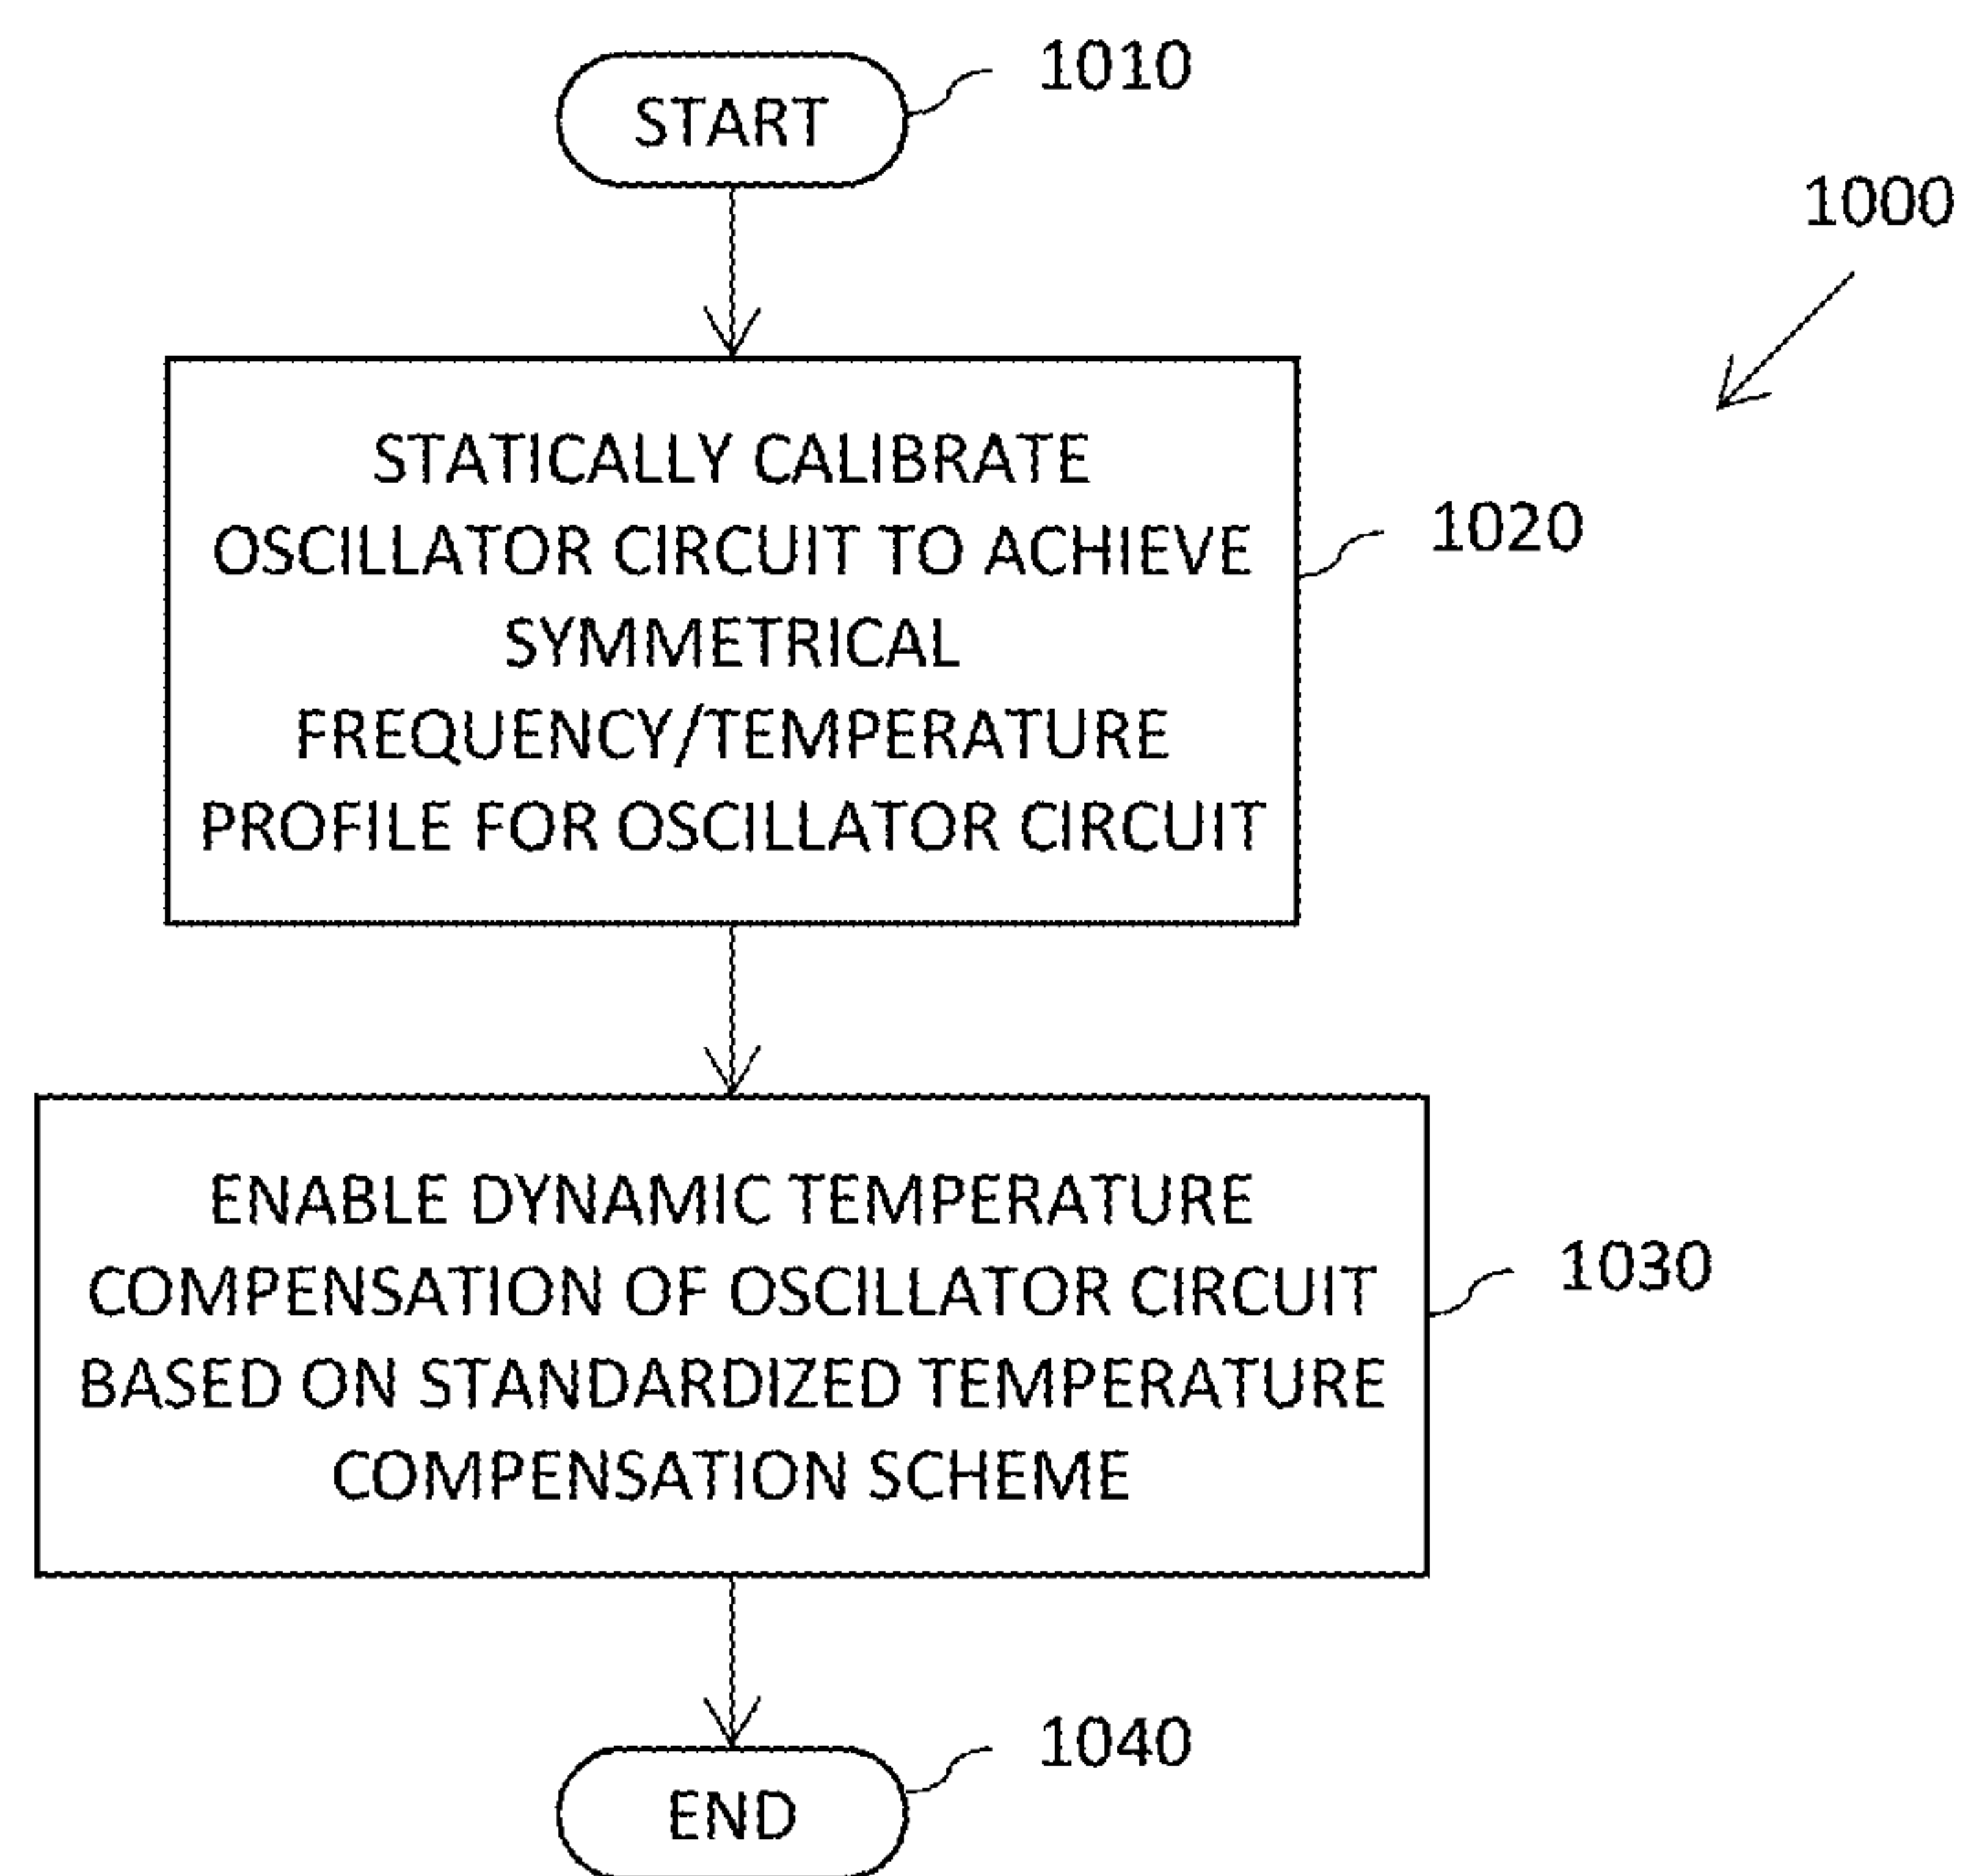 START
1010
1000
STATICALLY CALIBRATE
OSCILLATOR CIRCUIT TO ACHIEVE
SYMMETRICAL
FREQUENCY/TEMPERATURE
PROFILE FOR OSCILLATOR CIRCUIT
1020
ENABLE DYNAMIC TEMPERATURE
COMPENSATION OF OSCILLATOR CIRCUIT
BASED ON STANDARDIZED TEMPERATURE
COMPENSATION SCHEME
1030
END
1040